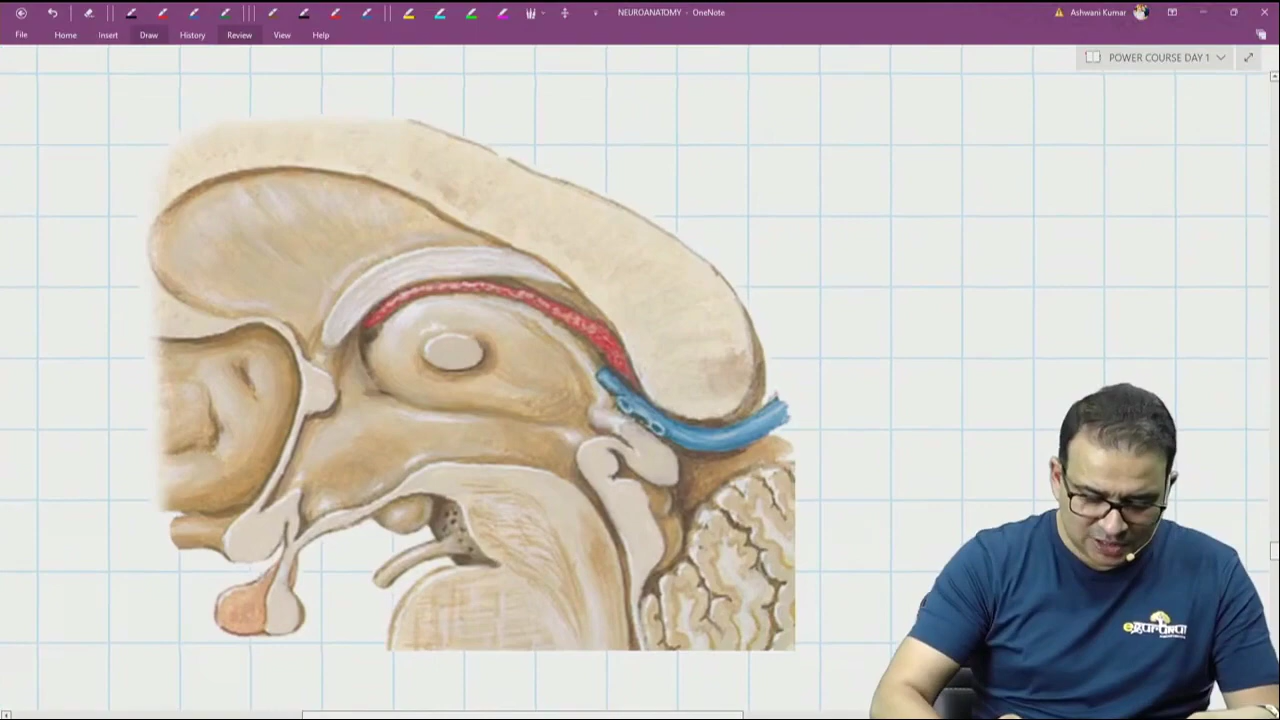 NEUROANATOMY - OneNote
Ashwani Kumar
File Home Insert Draw History Review View Help
POWER COURSE DAY 1